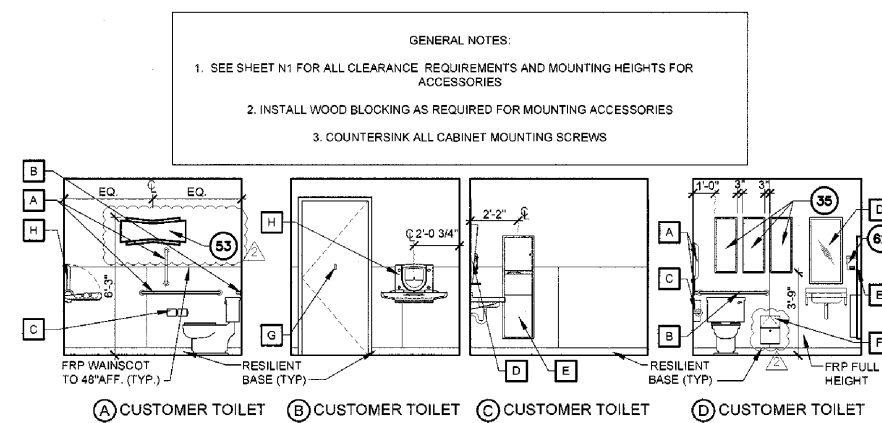 GENERAL NOTES:
1. SEE SHEET N1 FOR ALL CLEARANCE REQUIREMENTS AND MOUNTING HEIGHTS FOR
ACCESSORIES
2. INSTALL WOOD BLOCKING AS REQUIRED FOR MOUNTING ACCESSORIES
3. COUNTERSINK ALL CABINET MOUNTING SCREWS
B
A
H
C
EQ.
EQ.
53
2
6'-3"
FRP WAINSCOT
TO 48"AFF. (TYP.)
RESILIENT
BASE (TYP)
A CUSTOMER TOILET
H
G
2'-0 3/4"
B CUSTOMER TOILET
2'-2"
D
E
RESILIENT
BASE (TYP)
C CUSTOMER TOILET
1'-0"
3"
3"
35
A
C
B
3'-9"
2
D
E
F
FRP FULL
HEIGHT
D CUSTOMER TOILET